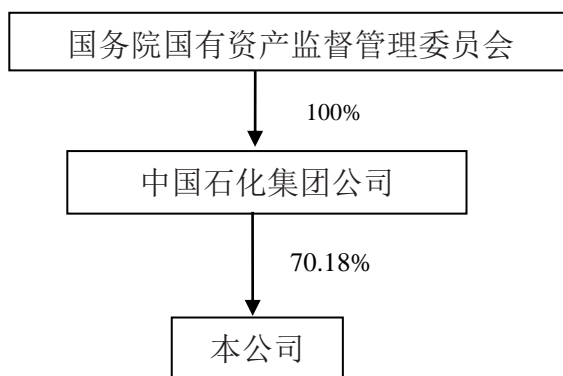 国务院国有资产监督管理委员会
100%
中国石化集团公司
70.18%
本公司